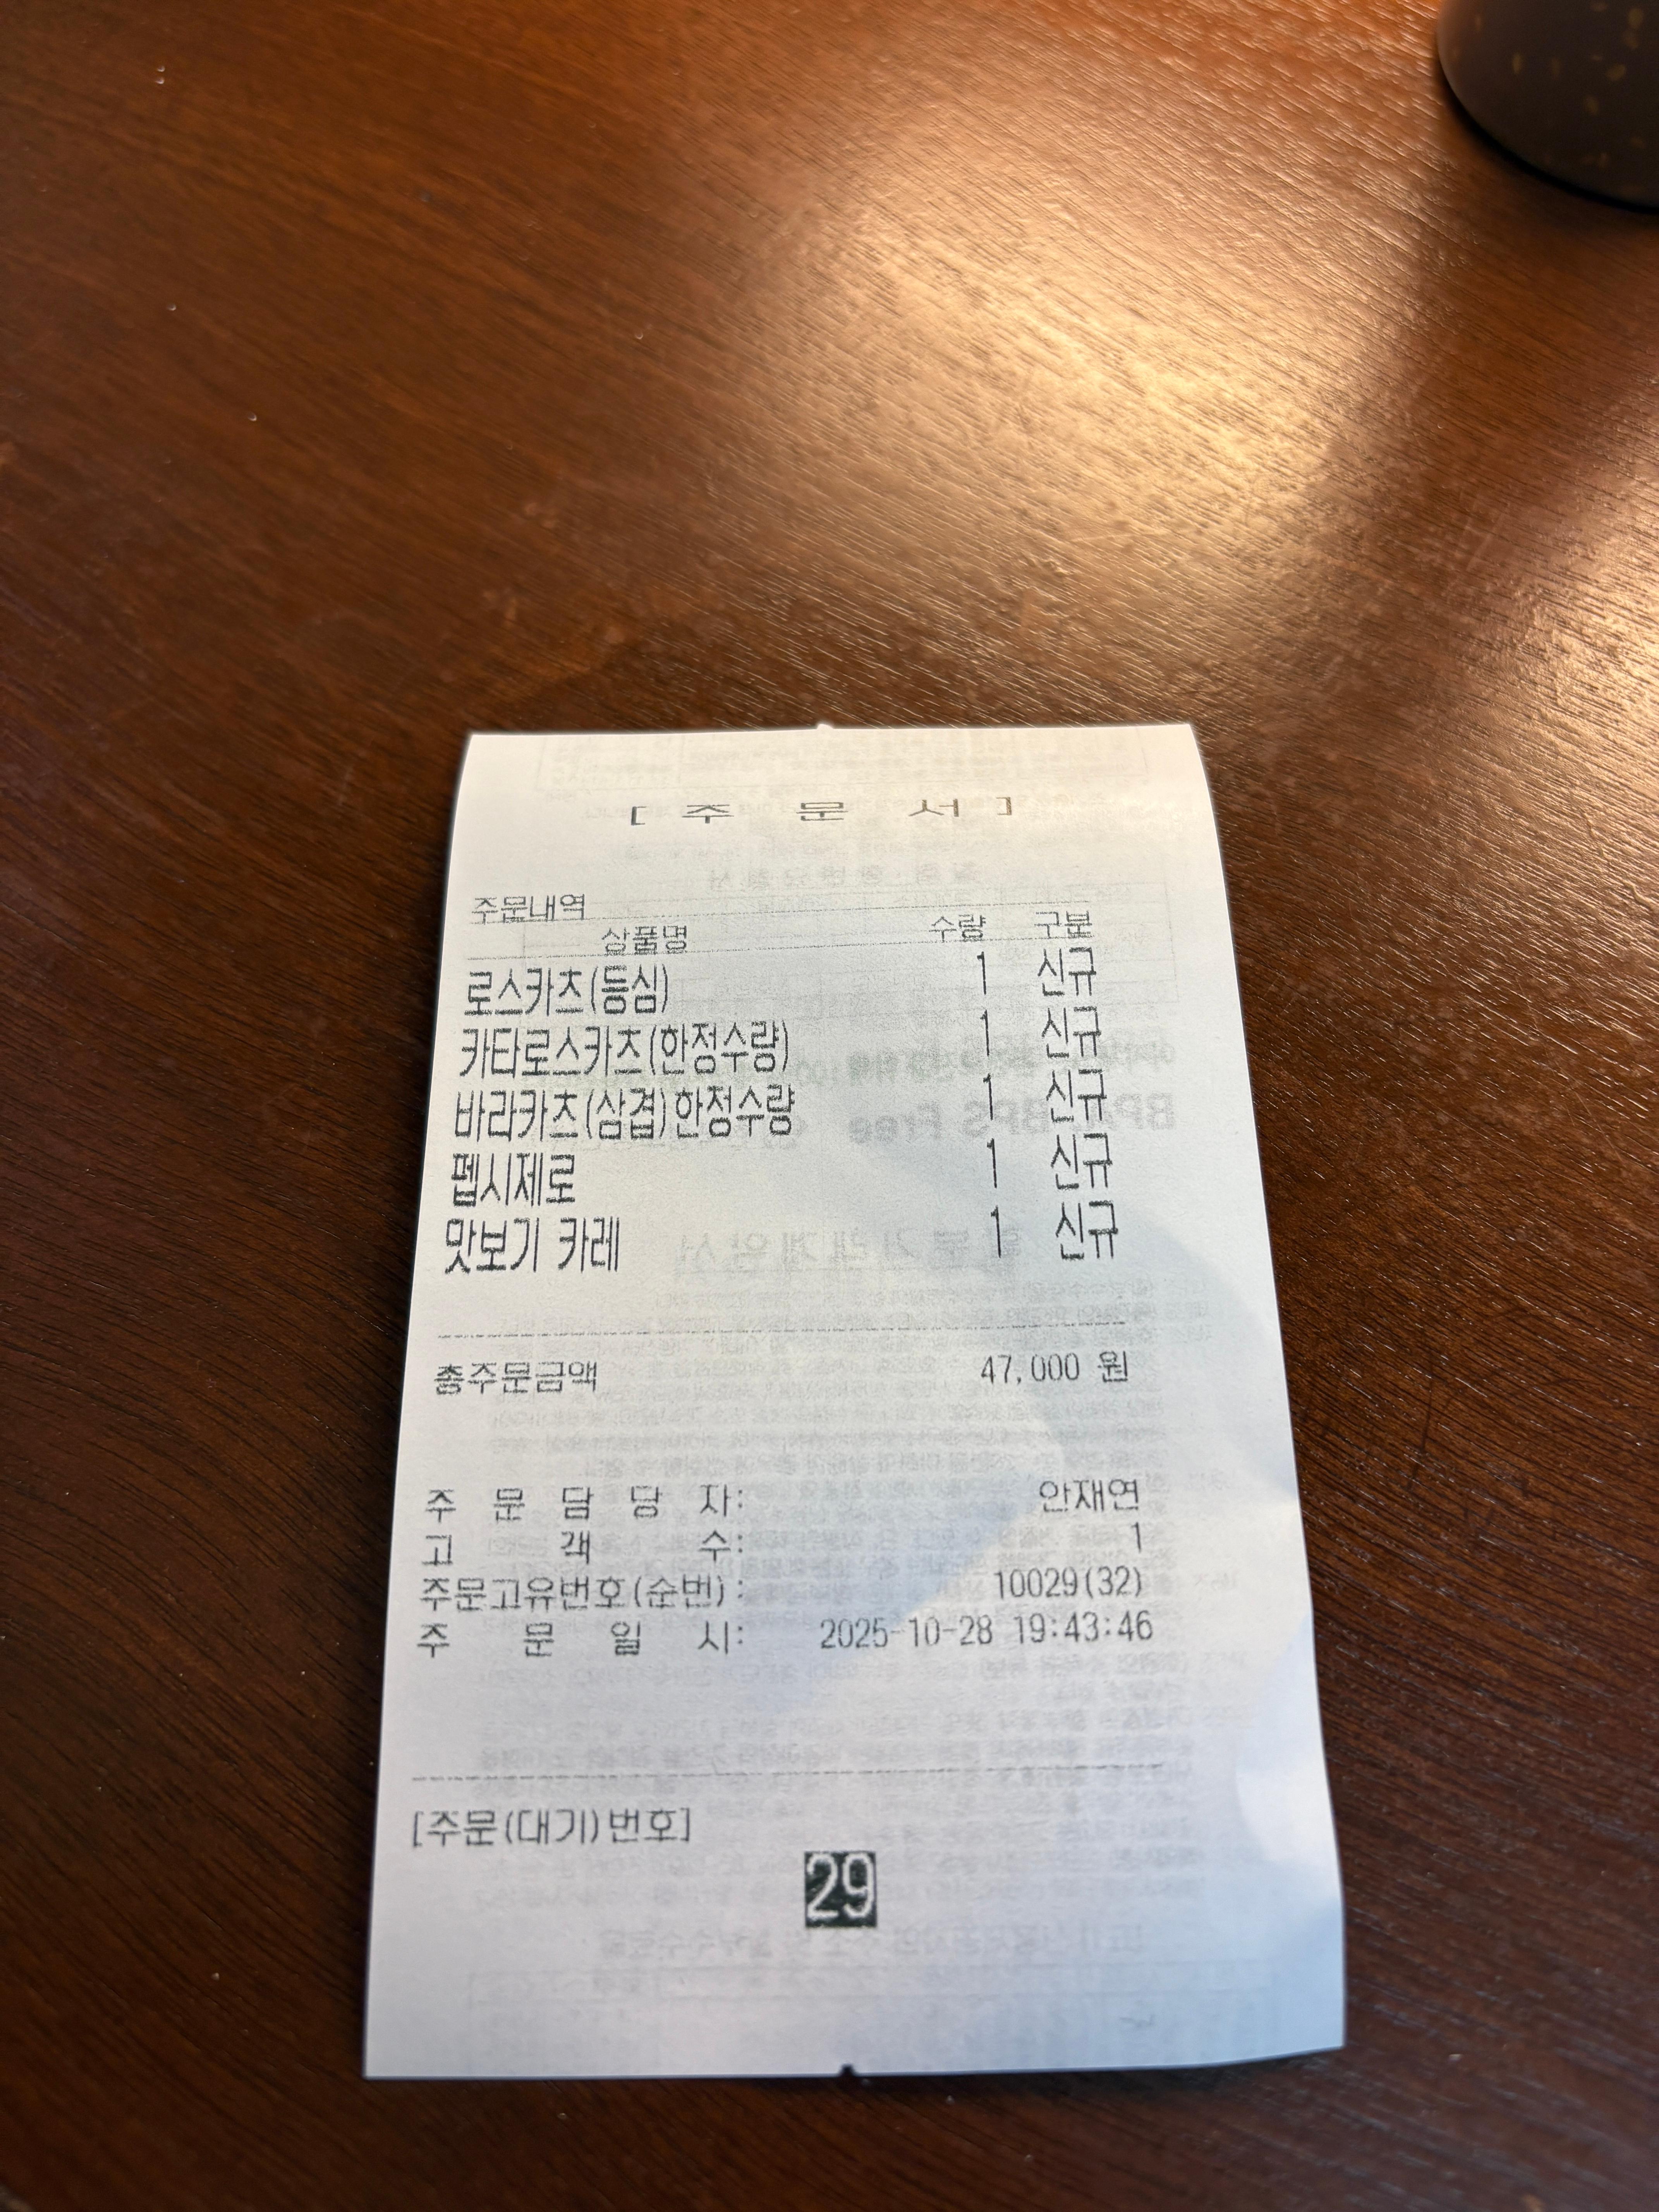 [ 주 문 서 ]
주문내역
상품명 수량 구분
로스카츠(등심) 1 신규
카타로스카츠(한정수량) 1 신규
바라카츠(삼겹)한정수량 1 신규
펩시제로 1 신규
맛보기 카레 1 신규
총주문금액 47,000 원
주 문 담 당 자: 안재연
고 객 수: 1
주문고유번호(순번): 10029(32)
주 문 일 시: 2025-10-28 19:43:46
[주문(대기)번호]
29